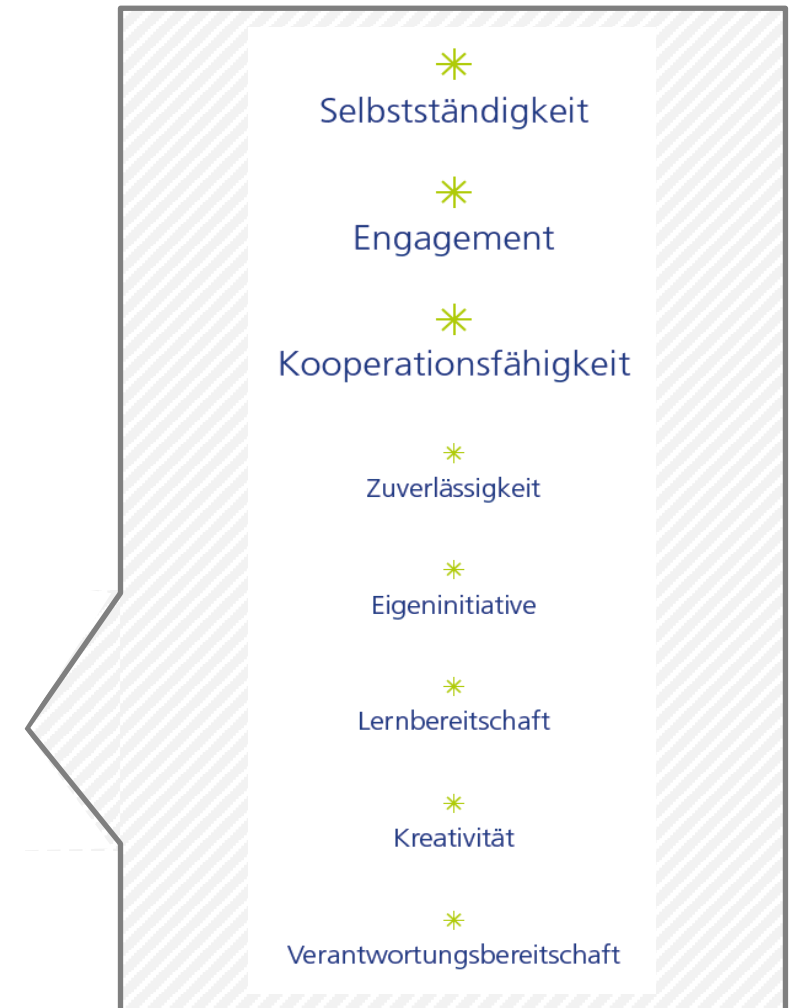 Selbstständigkeit
Engagement
Kooperationsfähigkeit
Zuverlässigkeit
Eigeninitiative
Lernbereitschaft
Kreativität
Verantwortungsbereitschaft